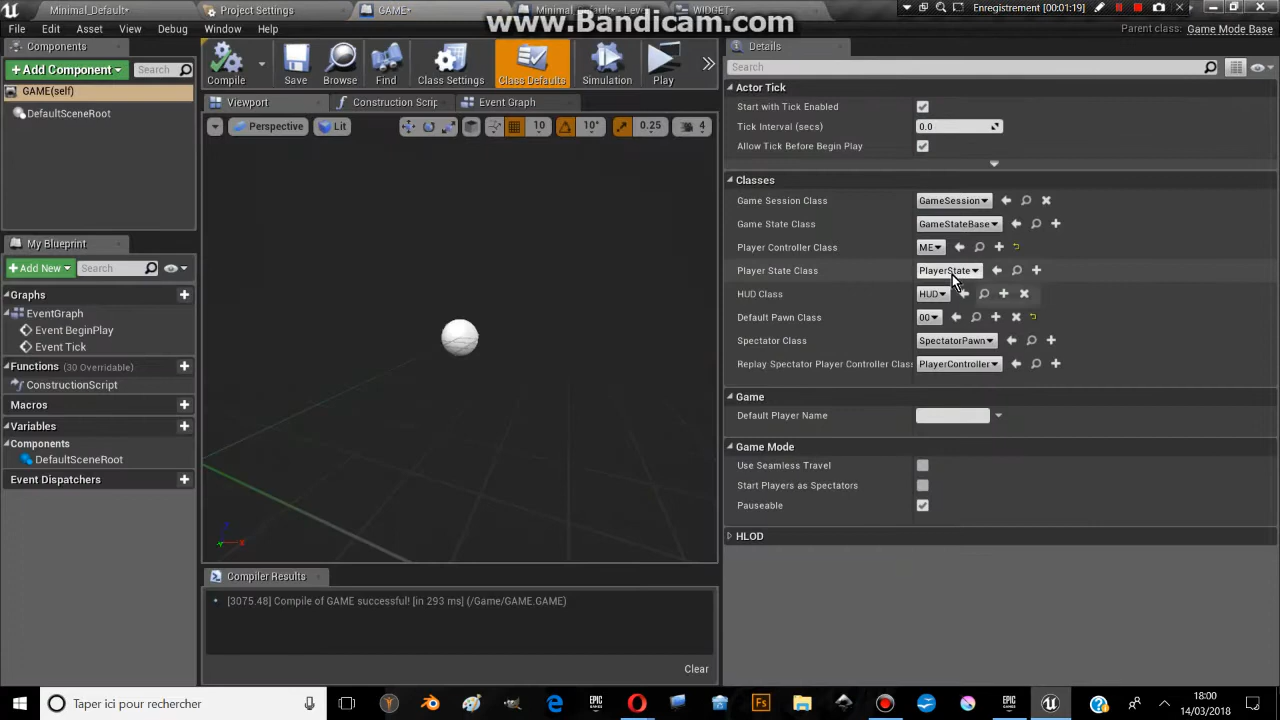 Minimal_Default*
Project Settings
GAME*
Minimal_Default* - Leve
WIDGET*
www.Bandicam.com
Enregistrement [00:01:19]
File Edit Asset View Debug Window Help
Parent class: Game Mode Base
Components
+ Add Component
Search
GAME(self)
DefaultSceneRoot
My Blueprint
+ Add New
Search
Graphs
EventGraph
Event BeginPlay
Event Tick
Functions (30 Overridable)
ConstructionScript
Macros
Variables
Components
DefaultSceneRoot
Event Dispatchers
Compile
Save
Browse
Find
Class Settings
Class Defaults
Simulation
Play
Viewport
Construction Scrip
Event Graph
Perspective
Lit
10
10°
0.25
4
Compiler Results
[3075.48] Compile of GAME successful! [in 293 ms] (/Game/GAME.GAME)
Clear
Details
Search
Actor Tick
Start with Tick Enabled
Tick Interval (secs) 0.0
Allow Tick Before Begin Play
Classes
Game Session Class GameSession
Game State Class GameStateBase
Player Controller Class ME
Player State Class PlayerState
HUD Class HUD
Default Pawn Class 00
Spectator Class SpectatorPawn
Replay Spectator Player Controller Class PlayerController
Game
Default Player Name
Game Mode
Use Seamless Travel
Start Players as Spectators
Pauseable
HLOD
Taper ici pour rechercher
EPIC GAMES
Fs
EPIC GAMES
18:00
14/03/2018